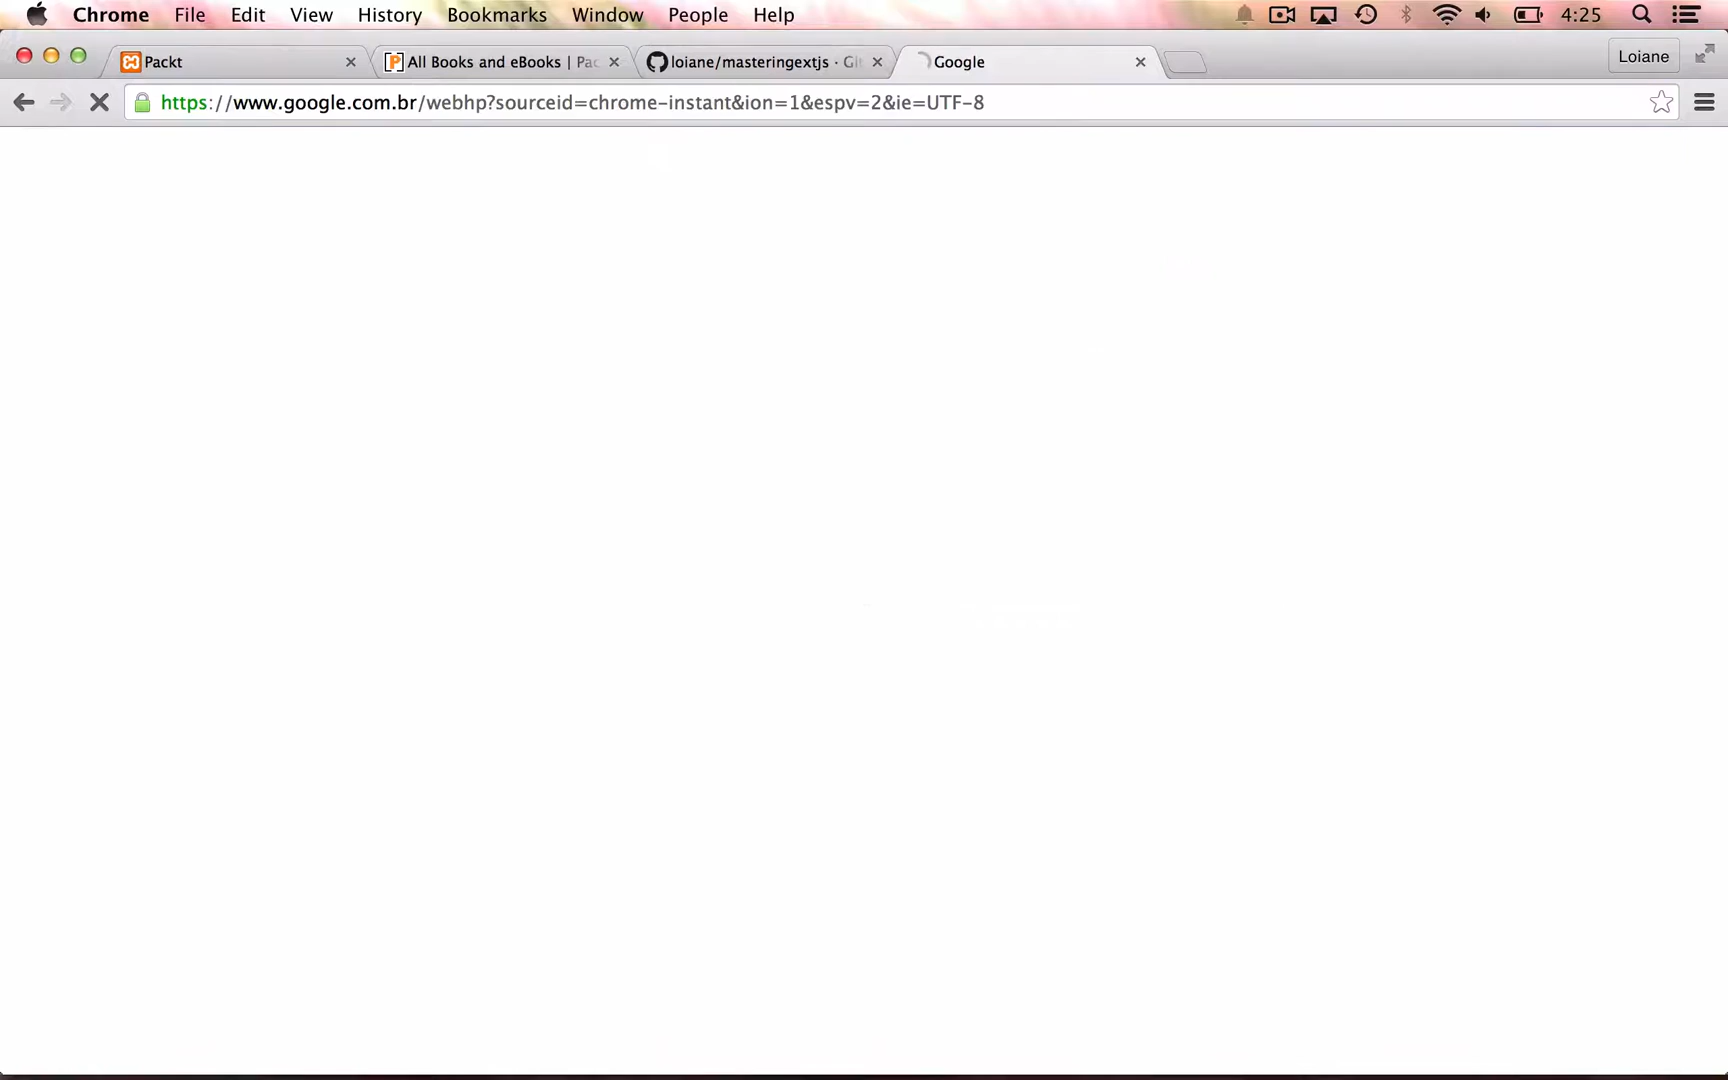 Chrome File Edit View History Bookmarks Window People Help 4:25
Packt All Books and eBooks | Pac loiane/masteringextjs · Git Google Loiane
https://www.google.com.br/webhp?sourceid=chrome-instant&ion=1&espv=2&ie=UTF-8